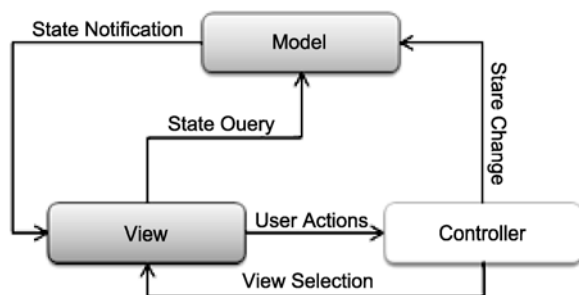 State Notification
Model
Stare Change
State Ouery
View
User Actions
Controller
View Selection